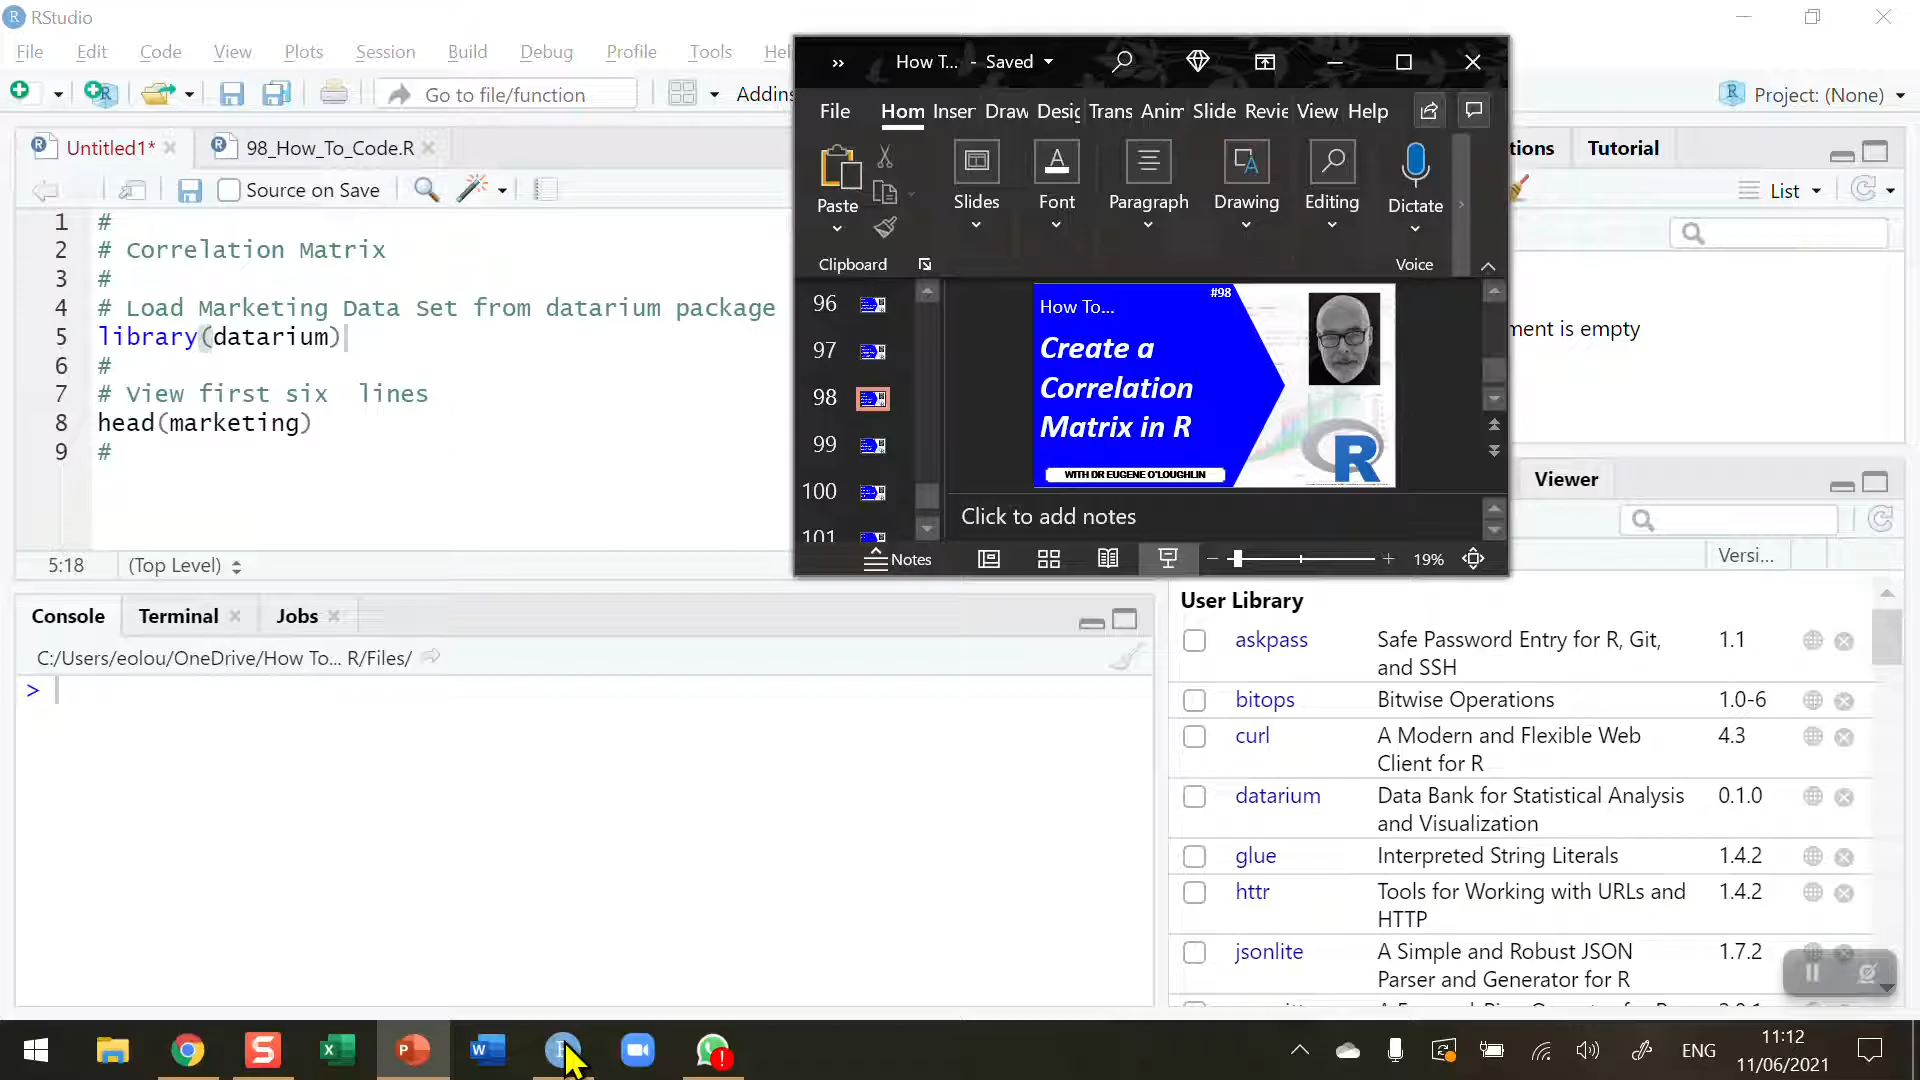 RStudio
File Edit Code View Plots Session Build Debug Profile Tools Hel
Go to file/function
Addins
Project: (None)
Untitled1*
98_How_To_Code.R
Source on Save
1 #
2 # Correlation Matrix
3 #
4 # Load Marketing Data Set from datarium package
5 library(datarium)
6 #
7 # View first six  lines
8 head(marketing)
9 #
5:18 (Top Level)
Console Terminal Jobs
C:/Users/eolou/OneDrive/How To... R/Files/
>
How T... - Saved
File Hom Inser Draw Desig Trans Anim Slide Revie View Help
Paste Slides Font Paragraph Drawing Editing Dictate
Clipboard Voice
96
97
98
99
100
101
#98
How To...
Create a
Correlation
Matrix in R
WITH DR EUGENE O'LOUGHLIN
R
Click to add notes
Notes 19%
tions Tutorial
List
ment is empty
Viewer
Versi...
User Library
askpass Safe Password Entry for R, Git, 1.1
and SSH
bitops Bitwise Operations 1.0-6
curl A Modern and Flexible Web 4.3
Client for R
datarium Data Bank for Statistical Analysis 0.1.0
and Visualization
glue Interpreted String Literals 1.4.2
httr Tools for Working with URLs and 1.4.2
HTTP
jsonlite A Simple and Robust JSON 1.7.2
Parser and Generator for R
ENG
11:12
11/06/2021